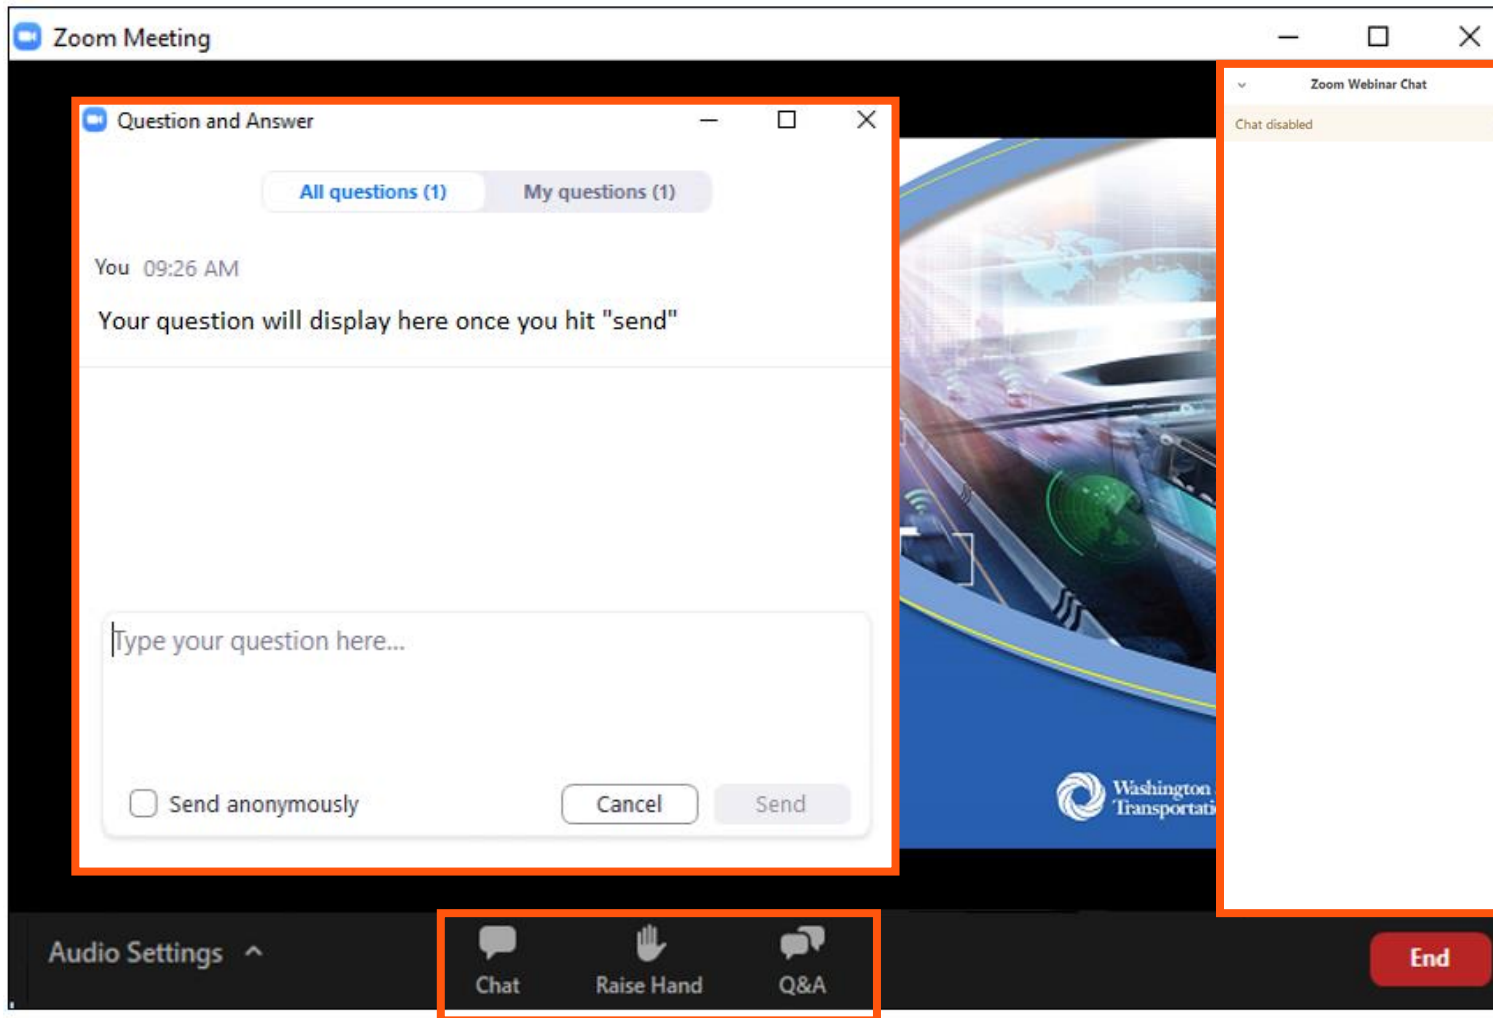 Zoom Meeting
Question and Answer
All questions (1) My questions (1)
You 09:26 AM
Your question will display here once you hit "send"
Type your question here...
Send anonymously Cancel Send
Zoom Webinar Chat
Chat disabled
Washington
Transportati
Audio Settings
Chat Raise Hand Q&A
End